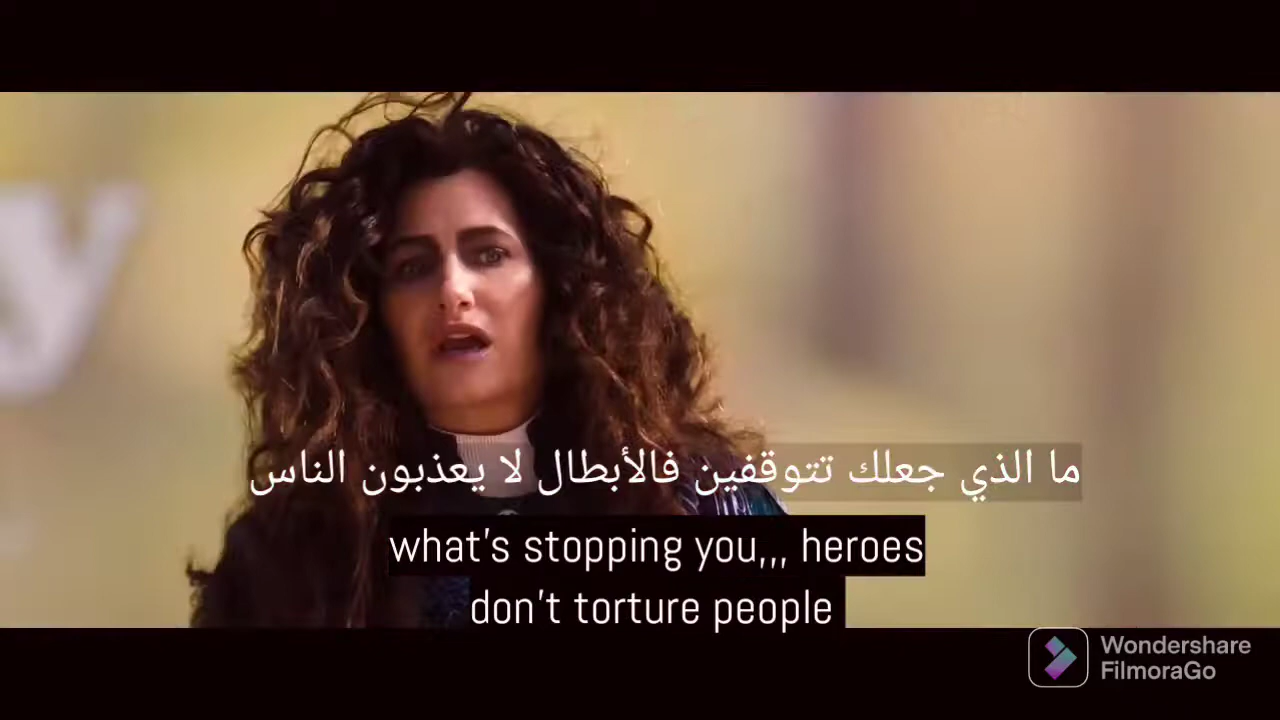 y
ما الذي جعلك تتوقفين فالأبطال لا يعذبون الناس
what's stopping you,,, heroes
don't torture people
Wondershare
FilmoraGo